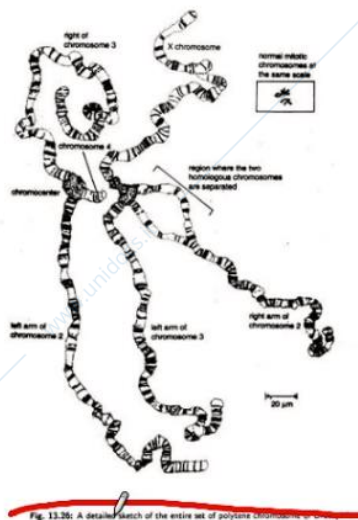 right of
chromosome 3
X chromosome
normal mitotic
chromosomes at
the same scale
chromosome 4
chromocenter
region where the two
homologous chromosomes
are separated
left arm of
chromosome 2
left arm of
chromosome 3
right arm of
chromosome 2
20 µm
Fig. 13.26: A detailed sketch of the entire set of polytene chromosome